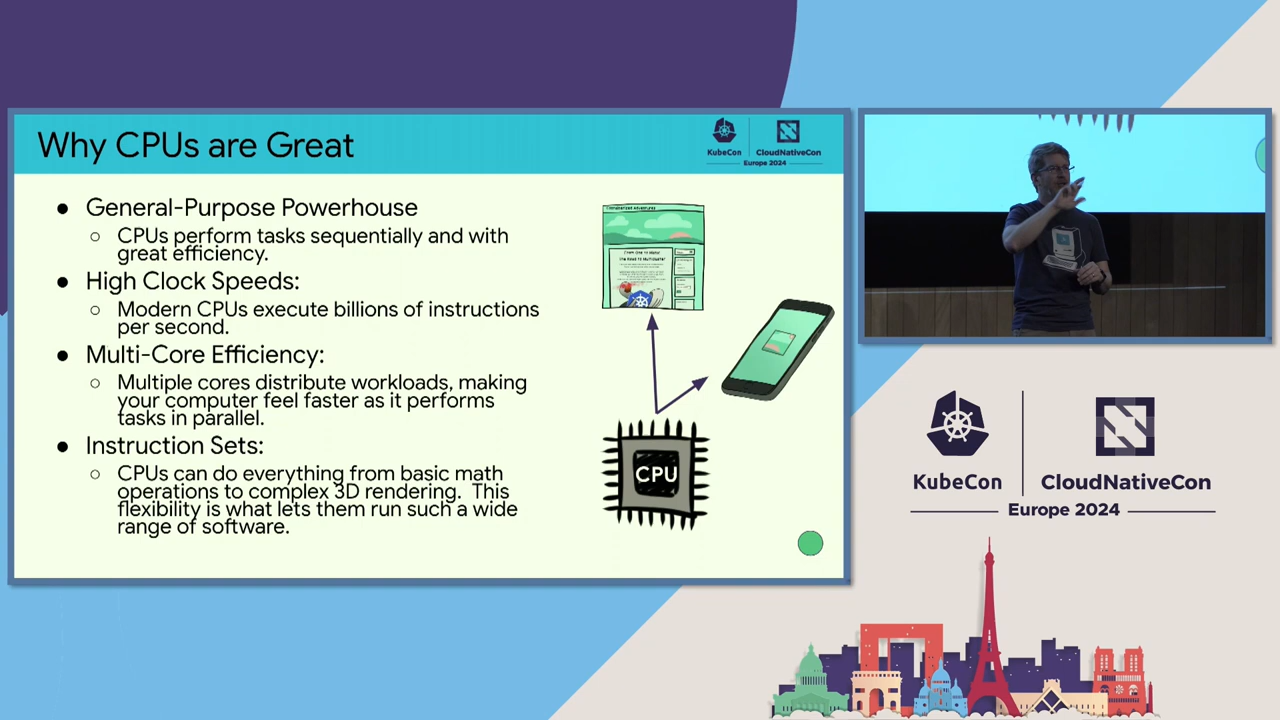 Why CPUs are Great
KubeCon
CloudNativeCon
Europe 2024
General-Purpose Powerhouse
CPUs perform tasks sequentially and with
great efficiency.
High Clock Speeds:
Modern CPUs execute billions of instructions
per second.
Multi-Core Efficiency:
Multiple cores distribute workloads, making
your computer feel faster as it performs
tasks in parallel.
Instruction Sets:
CPUs can do everything from basic math
operations to complex 3D rendering. This
flexibility is what lets them run such a wide
range of software.
CPU
KubeCon
CloudNativeCon
Europe 2024